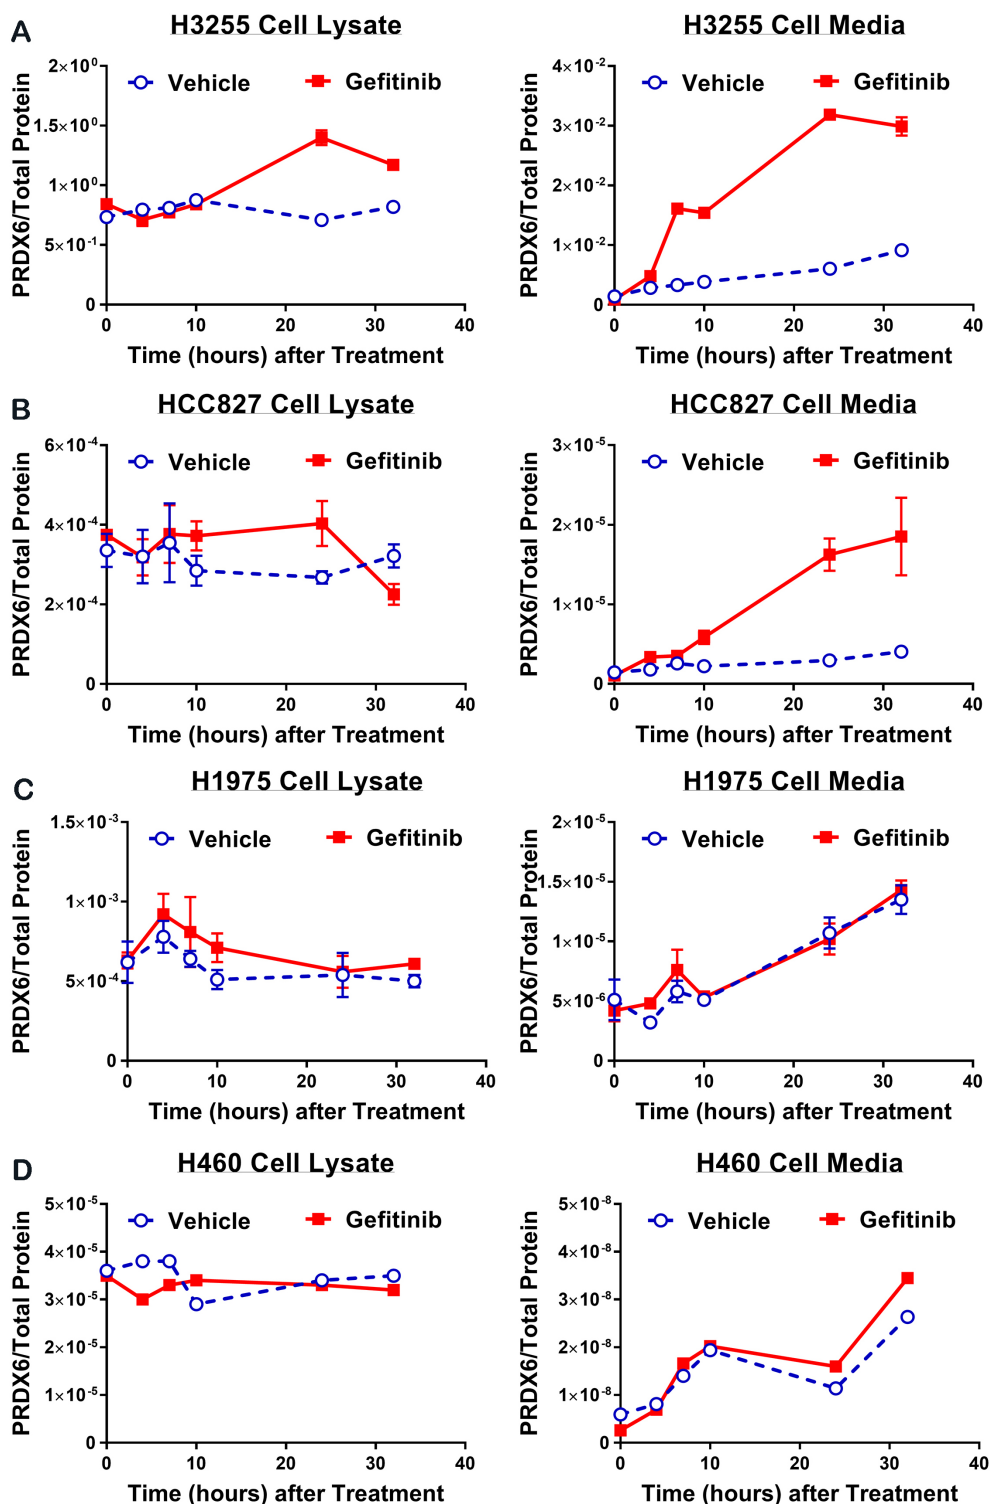 A
H3255 Cell Lysate
PRDX6/Total Protein
2×10⁰
1.5×10⁰
1×10⁰
5×10⁻¹
0
Vehicle
Gefitinib
0 10 20 30 40
Time (hours) after Treatment
H3255 Cell Media
PRDX6/Total Protein
4×10⁻²
3×10⁻²
2×10⁻²
1×10⁻²
0
Vehicle
Gefitinib
0 10 20 30 40
Time (hours) after Treatment
B
HCC827 Cell Lysate
PRDX6/Total Protein
6×10⁻⁴
4×10⁻⁴
2×10⁻⁴
0
Vehicle
Gefitinib
0 10 20 30 40
Time (hours) after Treatment
HCC827 Cell Media
PRDX6/Total Protein
3×10⁻⁵
2×10⁻⁵
1×10⁻⁵
0
Vehicle
Gefitinib
0 10 20 30 40
Time (hours) after Treatment
C
H1975 Cell Lysate
PRDX6/Total Protein
1.5×10⁻³
1×10⁻³
5×10⁻⁴
0
Vehicle
Gefitinib
0 10 20 30 40
Time (hours) after Treatment
H1975 Cell Media
PRDX6/Total Protein
2×10⁻⁵
1.5×10⁻⁵
1×10⁻⁵
5×10⁻⁶
0
Vehicle
Gefitinib
0 10 20 30 40
Time (hours) after Treatment
D
H460 Cell Lysate
PRDX6/Total Protein
5×10⁻⁵
4×10⁻⁵
3×10⁻⁵
2×10⁻⁵
1×10⁻⁵
0
Vehicle
Gefitinib
0 10 20 30 40
Time (hours) after Treatment
H460 Cell Media
PRDX6/Total Protein
5×10⁻⁸
4×10⁻⁸
3×10⁻⁸
2×10⁻⁸
1×10⁻⁸
0
Vehicle
Gefitinib
0 10 20 30 40
Time (hours) after Treatment